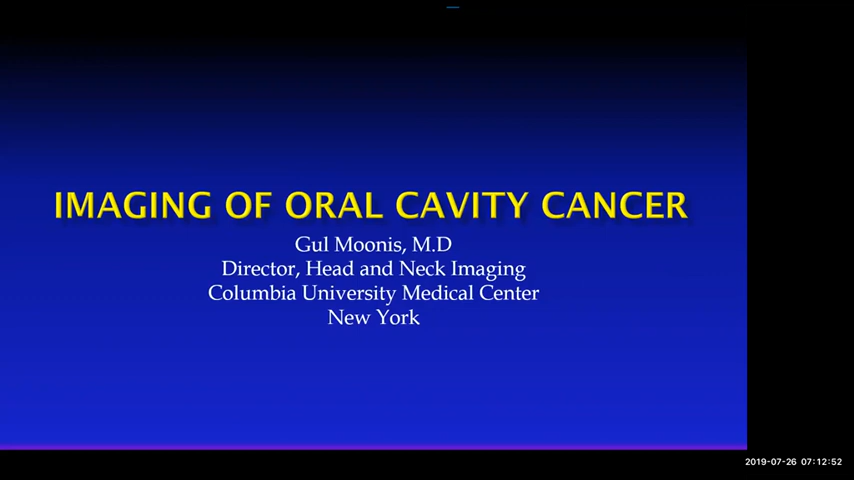 IMAGING OF ORAL CAVITY CANCER
Gul Moonis, M.D
Director, Head and Neck Imaging
Columbia University Medical Center
New York
2019-07-26 07:12:52